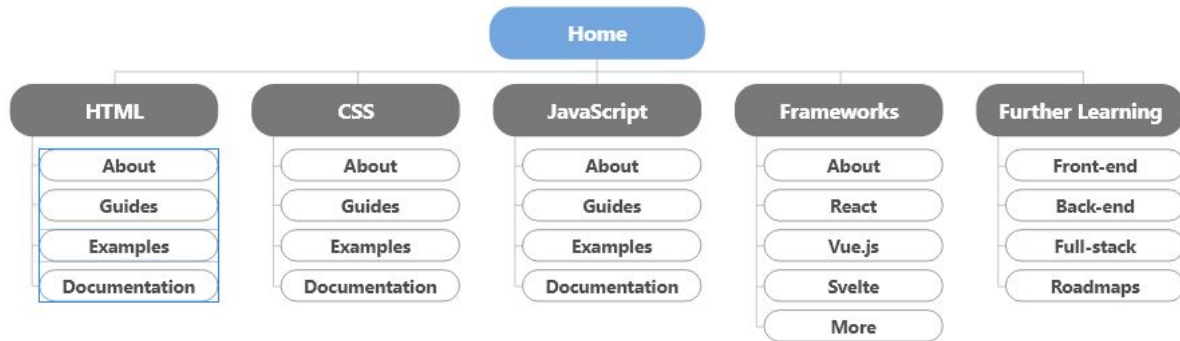 Home
HTML
About
Guides
Examples
Documentation
CSS
About
Guides
Examples
Documentation
JavaScript
About
Guides
Examples
Documentation
Frameworks
About
React
Vue.js
Svelte
More
Further Learning
Front-end
Back-end
Full-stack
Roadmaps